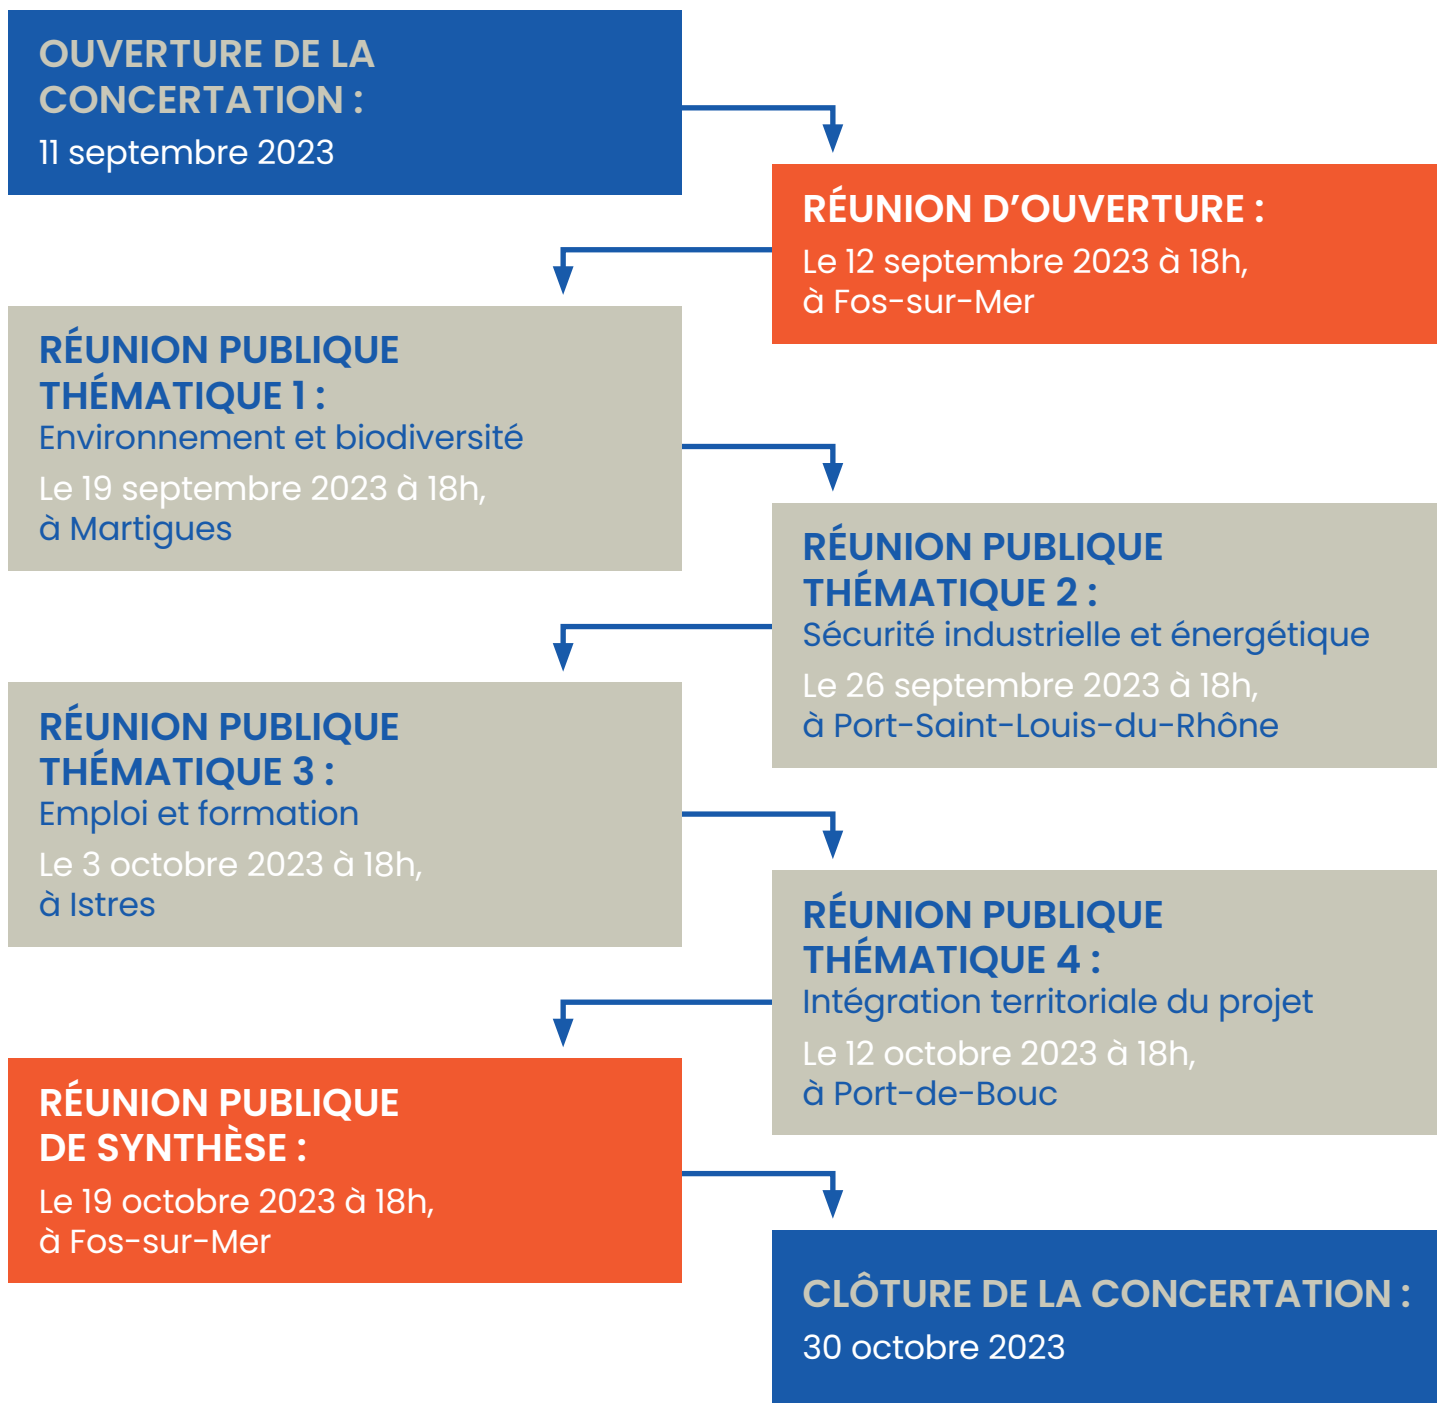 OUVERTURE DE LA
CONCERTATION :
11 septembre 2023
RÉUNION D’OUVERTURE :
Le 12 septembre 2023 à 18h,
à Fos-sur-Mer
RÉUNION PUBLIQUE
THÉMATIQUE 1 :
Environnement et biodiversité
Le 19 septembre 2023 à 18h,
à Martigues
RÉUNION PUBLIQUE
THÉMATIQUE 2 :
Sécurité industrielle et énergétique
Le 26 septembre 2023 à 18h,
à Port-Saint-Louis-du-Rhône
RÉUNION PUBLIQUE
THÉMATIQUE 3 :
Emploi et formation
Le 3 octobre 2023 à 18h,
à Istres
RÉUNION PUBLIQUE
THÉMATIQUE 4 :
Intégration territoriale du projet
Le 12 octobre 2023 à 18h,
à Port-de-Bouc
RÉUNION PUBLIQUE
DE SYNTHÈSE :
Le 19 octobre 2023 à 18h,
à Fos-sur-Mer
CLÔTURE DE LA CONCERTATION :
30 octobre 2023